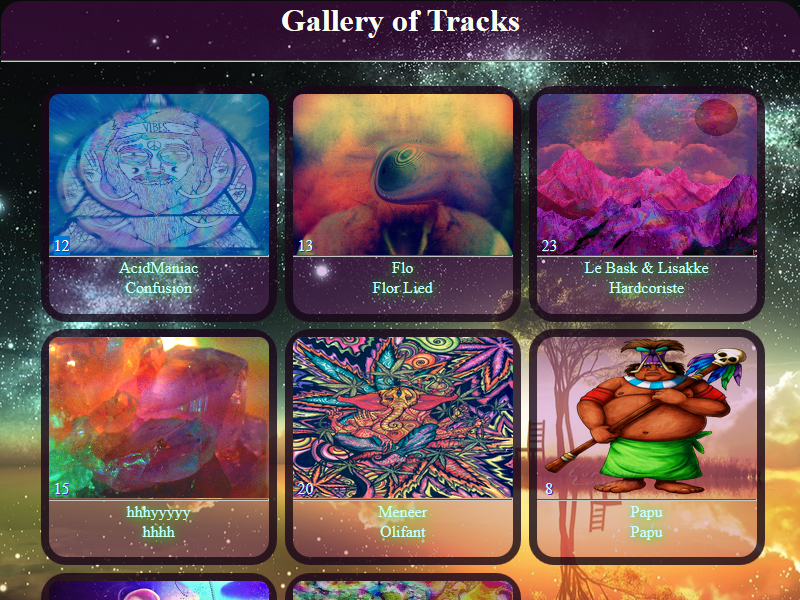 Gallery of Tracks
VIBES
12
13
23
AcidManiac
Confusion
Flo
Flor Lied
Le Bask & Lisakke
Hardcoriste
15
20
8
hhhyyyyy
hhhh
Meneer
Olifant
Papu
Papu